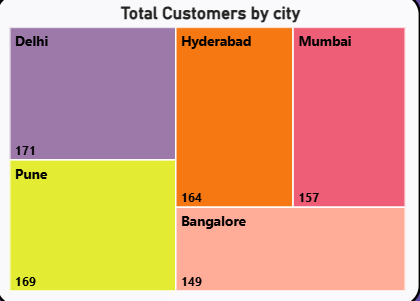 Total Customers by city
Delhi
171
Pune
169
Hyderabad
164
Mumbai
157
Bangalore
149